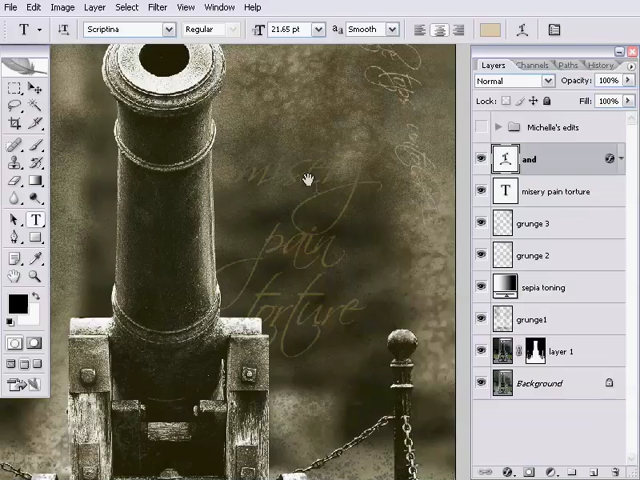 File Edit Image Layer Select Filter View Window Help
T Scriptina Regular 21.65 pt aa Smooth
Layers Channels Paths History
Normal Opacity: 100%
Lock: Fill: 100%
Michelle's edits
and
T misery pain torture
grunge 3
grunge 2
sepia toning
grunge1
layer 1
Background
misery
pain
torture